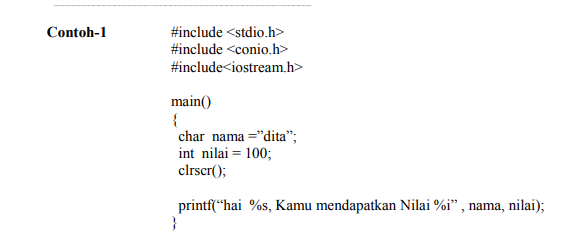 Contoh-1 #include <stdio.h>
#include <conio.h>
#include<iostream.h>
main()
{
char nama =”dita”;
int nilai = 100;
clrscr();
printf(“hai %s, Kamu mendapatkan Nilai %i” , nama, nilai);
}